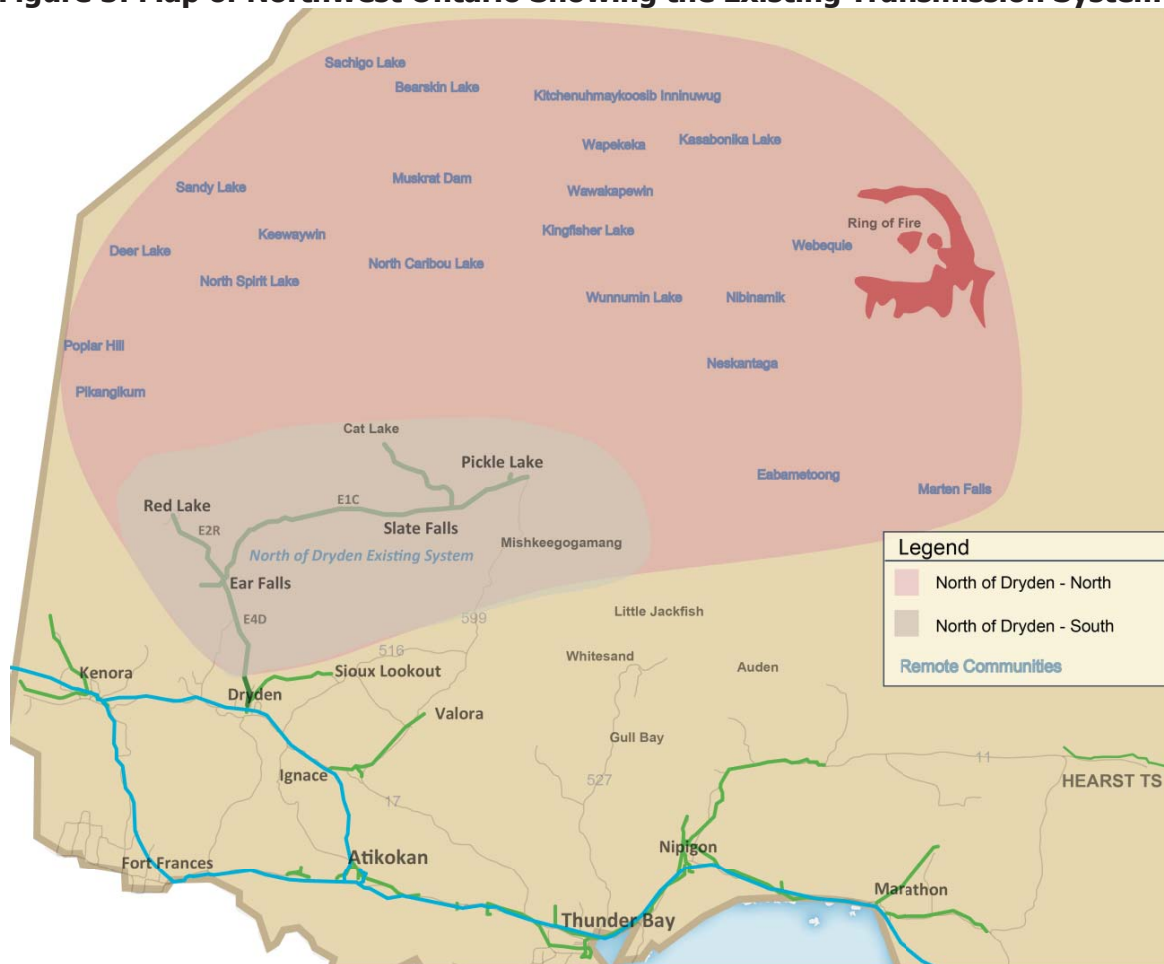 Figure 3: Map of Northwest Ontario Showing the Existing Transmission System
Sachigo Lake
Bearskin Lake
Kitchenuhmaykoosib Inninuwug
Wapekeka
Kasabonika Lake
Muskrat Dam
Sandy Lake
Wawakapewin
Ring of Fire
Keewaywin
Kingfisher Lake
Webequie
Deer Lake
North Caribou Lake
North Spirit Lake
Wunnumin Lake
Nibinamik
Poplar Hill
Neskantaga
Pikangikum
Cat Lake
Pickle Lake
Eabametoong
Marten Falls
Red Lake
E1C
E2R
Slate Falls
Mishkeegogamang
North of Dryden Existing System
Ear Falls
E4D
Legend
North of Dryden - North
North of Dryden - South
Remote Communities
Little Jackfish
599
516
Whitesand
Auden
Kenora
Sioux Lookout
Dryden
Valora
Gull Bay
Ignace
527
11
HEARST TS
17
Nipigon
Fort Frances
Atikokan
Marathon
Thunder Bay